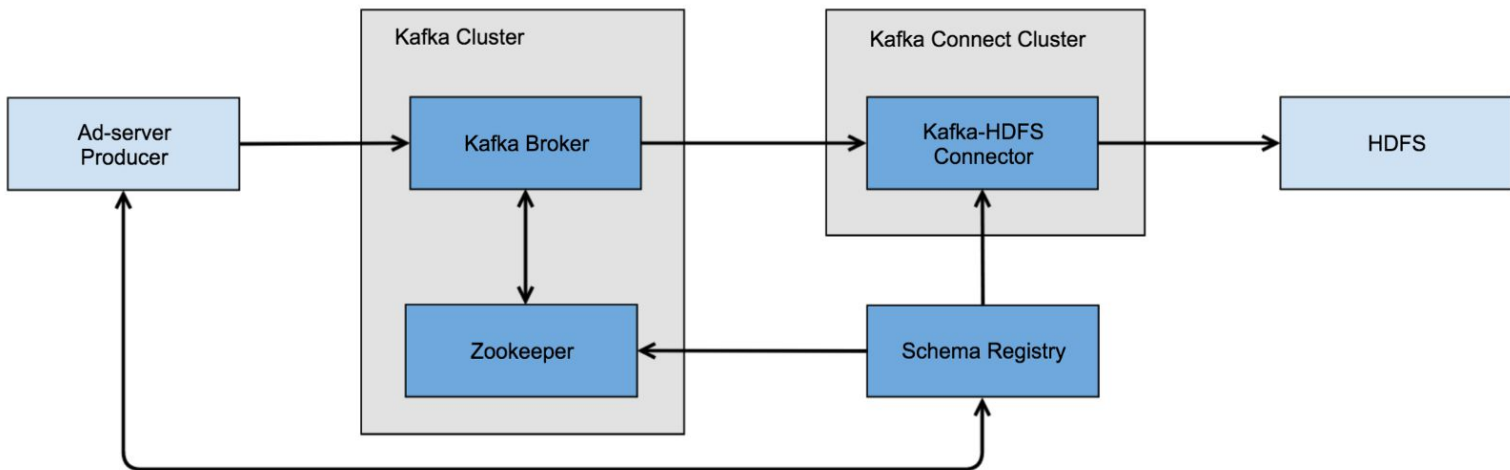 Kafka Cluster
Kafka Connect Cluster
Ad-server
Producer
Kafka Broker
Kafka-HDFS
Connector
HDFS
Zookeeper
Schema Registry